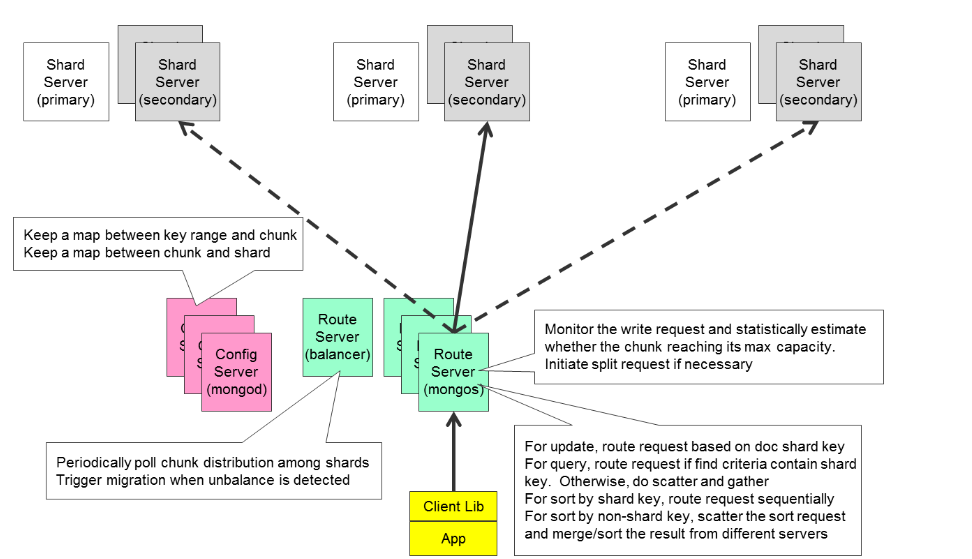 Shard
Server
(primary)
Shard
Server
(secondary)
Shard
Server
(primary)
Shard
Server
(secondary)
Shard
Server
(primary)
Shard
Server
(secondary)
Keep a map between key range and chunk
Keep a map between chunk and shard
Config
Server
(mongod)
Route
Server
(balancer)
Route
Server
(mongos)
Monitor the write request and statistically estimate
whether the chunk reaching its max capacity.
Initiate split request if necessary
Periodically poll chunk distribution among shards
Trigger migration when unbalance is detected
For update, route request based on doc shard key
For query, route request if find criteria contain shard
key. Otherwise, do scatter and gather
For sort by shard key, route request sequentially
For sort by non-shard key, scatter the sort request
and merge/sort the result from different servers
Client Lib
App